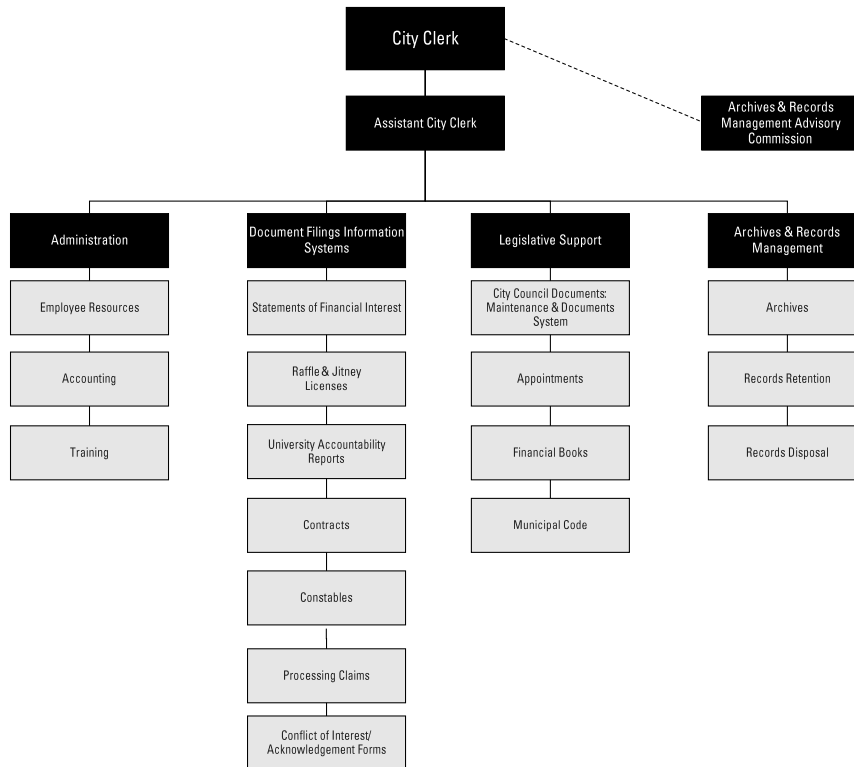 City Clerk
Assistant City Clerk
Archives & Records
Management Advisory
Commission
Administration
Employee Resources
Accounting
Training
Document Filings Information
Systems
Statements of Financial Interest
Raffle & Jitney
Licenses
University Accountability
Reports
Contracts
Constables
Processing Claims
Conflict of Interest/
Acknowledgement Forms
Legislative Support
City Council Documents:
Maintenance & Documents
System
Appointments
Financial Books
Municipal Code
Archives & Records
Management
Archives
Records Retention
Records Disposal